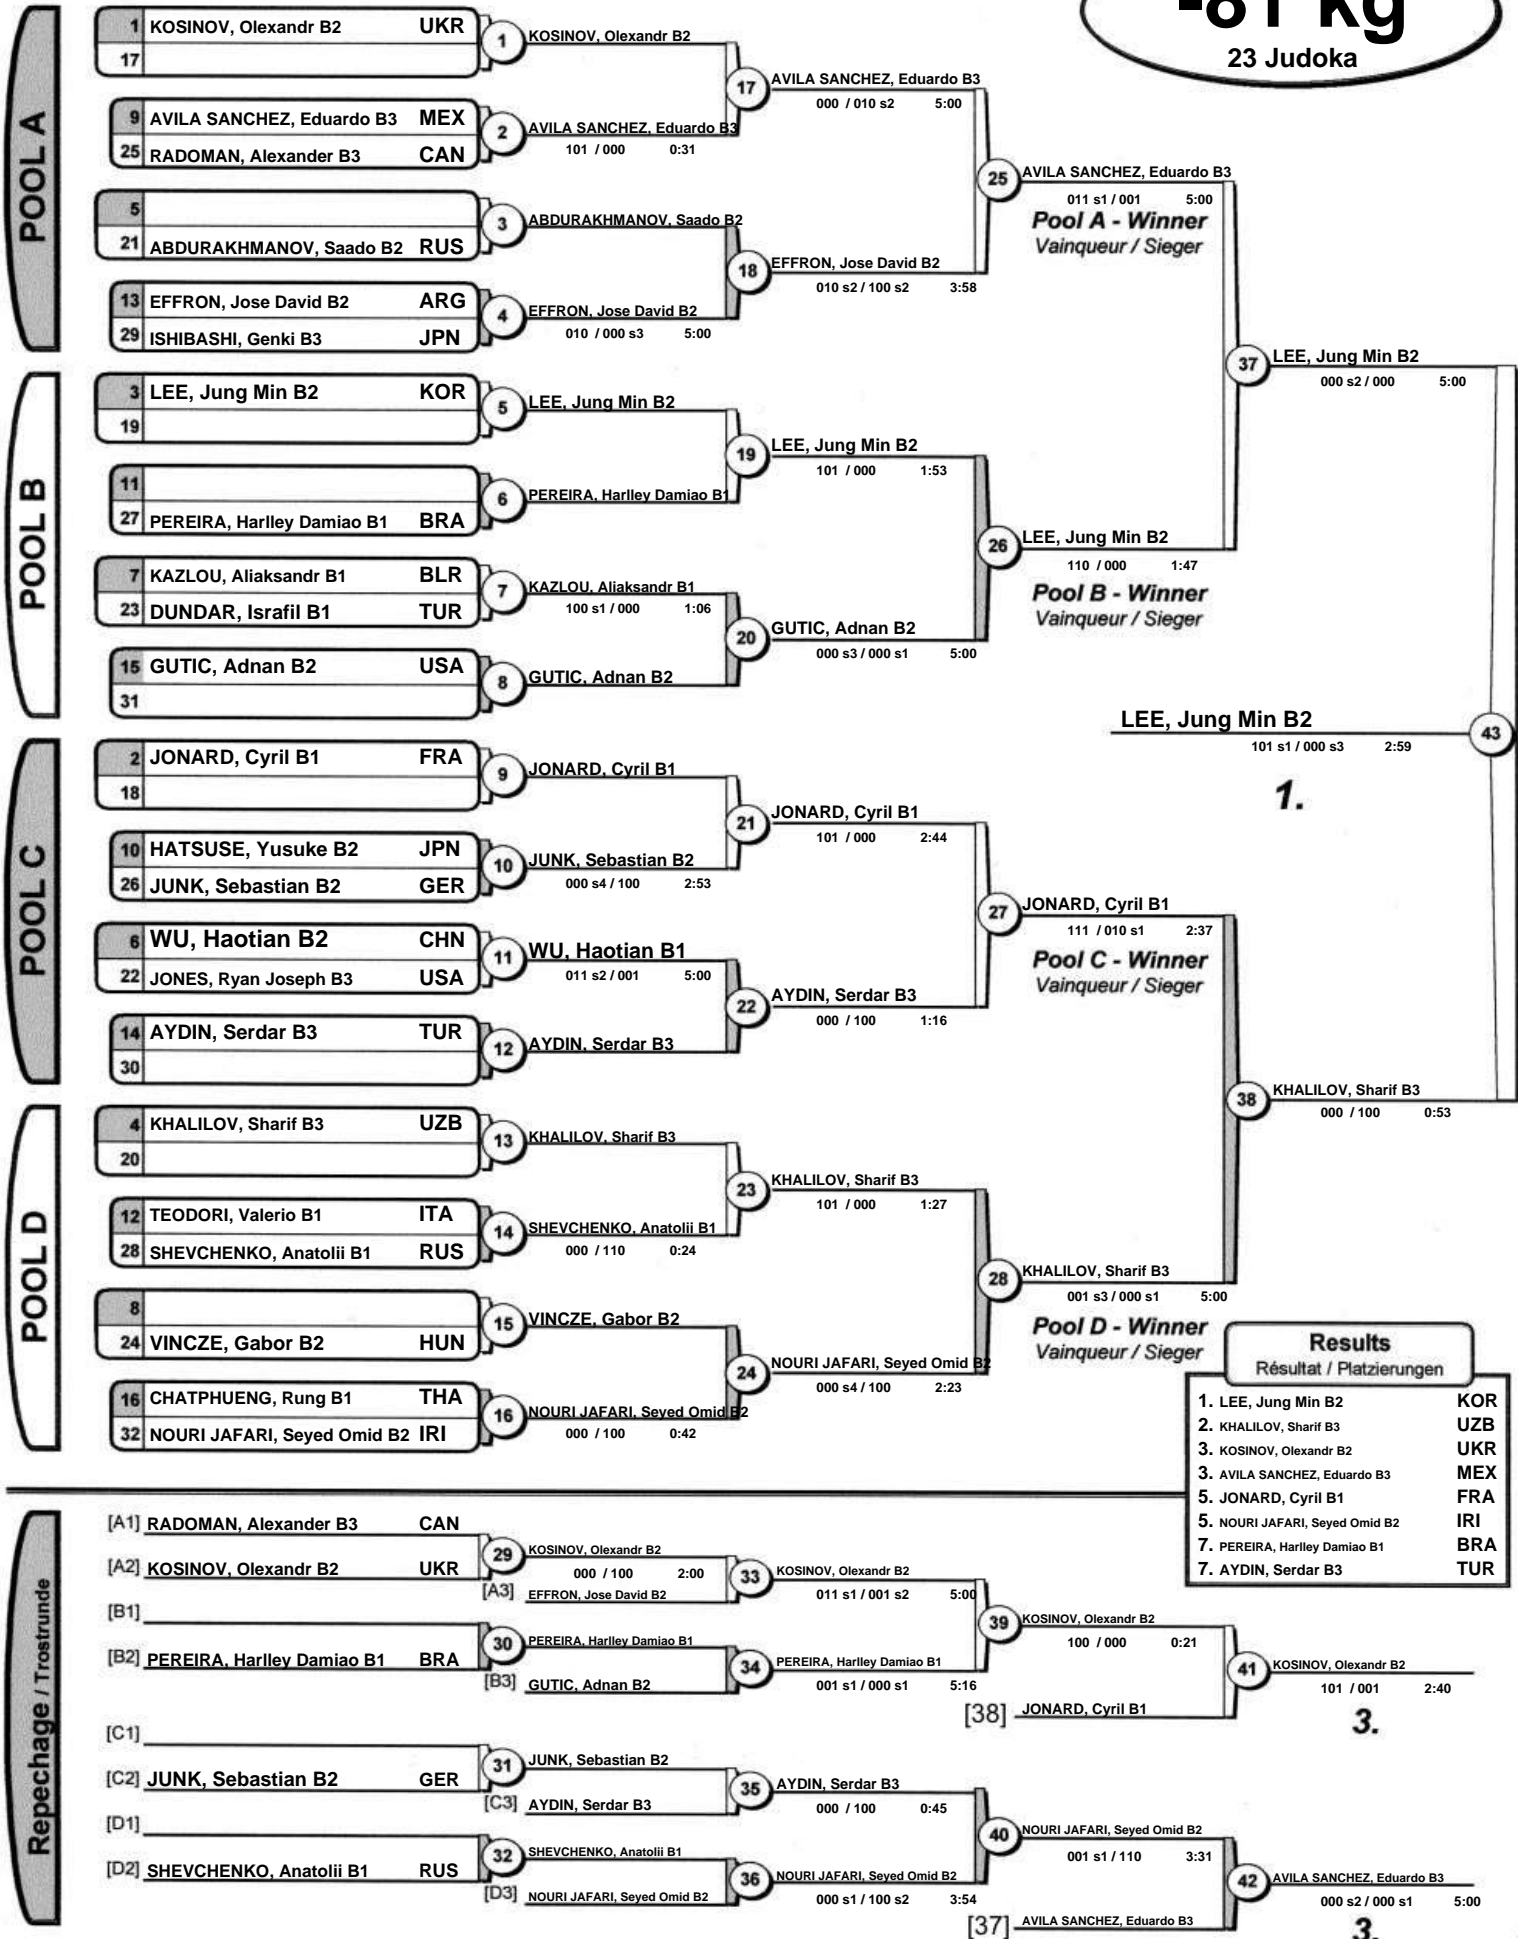 -81 kg
23 Judoka
POOL A
1 KOSINOV, Olexandr B2 UKR
17
1 KOSINOV, Olexandr B2
9 AVILA SANCHEZ, Eduardo B3 MEX
25 RADOMAN, Alexander B3 CAN
2 AVILA SANCHEZ, Eduardo B3
101 / 000 0:31
17 AVILA SANCHEZ, Eduardo B3
000 / 010 s2 5:00
5
21 ABDURAKHMANOV, Saado B2 RUS
3 ABDURAKHMANOV, Saado B2
13 EFFRON, Jose David B2 ARG
29 ISHIBASHI, Genki B3 JPN
4 EFFRON, Jose David B2
010 / 000 s3 5:00
18 EFFRON, Jose David B2
010 s2 / 100 s2 3:58
25 AVILA SANCHEZ, Eduardo B3
011 s1 / 001 5:00
Pool A - Winner
Vainqueur / Sieger
POOL B
3 LEE, Jung Min B2 KOR
19
5 LEE, Jung Min B2
11
27 PEREIRA, Harlley Damiao B1 BRA
6 PEREIRA, Harlley Damiao B1
19 LEE, Jung Min B2
101 / 000 1:53
7 KAZLOU, Aliaksandr B1 BLR
23 DUNDAR, Israfil B1 TUR
7 KAZLOU, Aliaksandr B1
100 s1 / 000 1:06
15 GUTIC, Adnan B2 USA
31
8 GUTIC, Adnan B2
20 GUTIC, Adnan B2
000 s3 / 000 s1 5:00
26 LEE, Jung Min B2
110 / 000 1:47
Pool B - Winner
Vainqueur / Sieger
37 LEE, Jung Min B2
000 s2 / 000 5:00
LEE, Jung Min B2 43
101 s1 / 000 s3 2:59
1.
POOL C
2 JONARD, Cyril B1 FRA
18
9 JONARD, Cyril B1
10 HATSUSE, Yusuke B2 JPN
26 JUNK, Sebastian B2 GER
10 JUNK, Sebastian B2
000 s4 / 100 2:53
21 JONARD, Cyril B1
101 / 000 2:44
6 WU, Haotian B2 CHN
22 JONES, Ryan Joseph B3 USA
11 WU, Haotian B1
011 s2 / 001 5:00
14 AYDIN, Serdar B3 TUR
30
12 AYDIN, Serdar B3
22 AYDIN, Serdar B3
000 / 100 1:16
27 JONARD, Cyril B1
111 / 010 s1 2:37
Pool C - Winner
Vainqueur / Sieger
POOL D
4 KHALILOV, Sharif B3 UZB
20
13 KHALILOV, Sharif B3
12 TEODORI, Valerio B1 ITA
28 SHEVCHENKO, Anatolii B1 RUS
14 SHEVCHENKO, Anatolii B1
000 / 110 0:24
23 KHALILOV, Sharif B3
101 / 000 1:27
8
24 VINCZE, Gabor B2 HUN
15 VINCZE, Gabor B2
16 CHATPHUENG, Rung B1 THA
32 NOURI JAFARI, Seyed Omid B2 IRI
16 NOURI JAFARI, Seyed Omid B2
000 / 100 0:42
24 NOURI JAFARI, Seyed Omid B2
000 s4 / 100 2:23
28 KHALILOV, Sharif B3
001 s3 / 000 s1 5:00
Pool D - Winner
Vainqueur / Sieger
38 KHALILOV, Sharif B3
000 / 100 0:53
Results
Résultat / Platzierungen
1. LEE, Jung Min B2 KOR
2. KHALILOV, Sharif B3 UZB
3. KOSINOV, Olexandr B2 UKR
3. AVILA SANCHEZ, Eduardo B3 MEX
5. JONARD, Cyril B1 FRA
5. NOURI JAFARI, Seyed Omid B2 IRI
7. PEREIRA, Harlley Damiao B1 BRA
7. AYDIN, Serdar B3 TUR
Repechage / Trostrunde
[A1] RADOMAN, Alexander B3 CAN
[A2] KOSINOV, Olexandr B2 UKR
29 KOSINOV, Olexandr B2
000 / 100 2:00
[A3] EFFRON, Jose David B2
33 KOSINOV, Olexandr B2
011 s1 / 001 s2 5:00
[B1]
[B2] PEREIRA, Harlley Damiao B1 BRA
30 PEREIRA, Harlley Damiao B1
[B3] GUTIC, Adnan B2
34 PEREIRA, Harlley Damiao B1
001 s1 / 000 s1 5:16
39 KOSINOV, Olexandr B2
100 / 000 0:21
[38] JONARD, Cyril B1
41 KOSINOV, Olexandr B2
101 / 001 2:40
3.
[C1]
[C2] JUNK, Sebastian B2 GER
31 JUNK, Sebastian B2
[C3] AYDIN, Serdar B3
35 AYDIN, Serdar B3
000 / 100 0:45
[D1]
[D2] SHEVCHENKO, Anatolii B1 RUS
32 SHEVCHENKO, Anatolii B1
[D3] NOURI JAFARI, Seyed Omid B2
36 NOURI JAFARI, Seyed Omid B2
000 s1 / 100 s2 3:54
40 NOURI JAFARI, Seyed Omid B2
001 s1 / 110 3:31
[37] AVILA SANCHEZ, Eduardo B3
42 AVILA SANCHEZ, Eduardo B3
000 s2 / 000 s1 5:00
3.